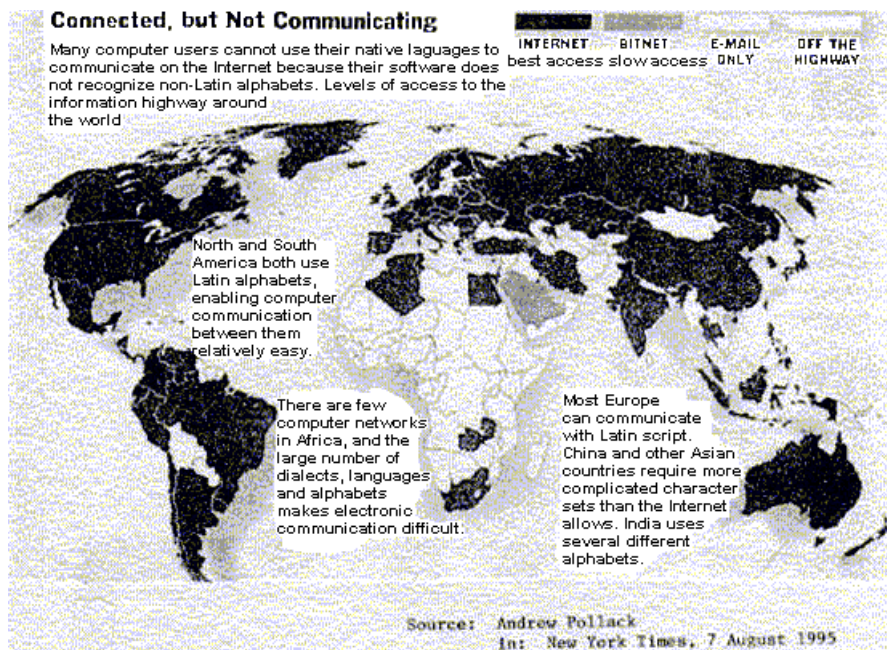 Connected, but Not Communicating
Many computer users cannot use their native laguages to
communicate on the Internet because their software does
not recognize non-Latin alphabets. Levels of access to the
information highway around
the world
INTERNET BITNET E-MAIL ONLY OFF THE HIGHWAY
best access slow access
North and South
America both use
Latin alphabets,
enabling computer
communication
between them
relatively easy.
There are few
computer networks
in Africa, and the
large number of
dialects, languages
and alphabets
makes electronic
communication difficult.
Most Europe
can communicate
with Latin script.
China and other Asian
countries require more
complicated character
sets than the Internet
allows. India uses
several different
alphabets.
Source: Andrew Pollack
in: New York Times, 7 August 1995